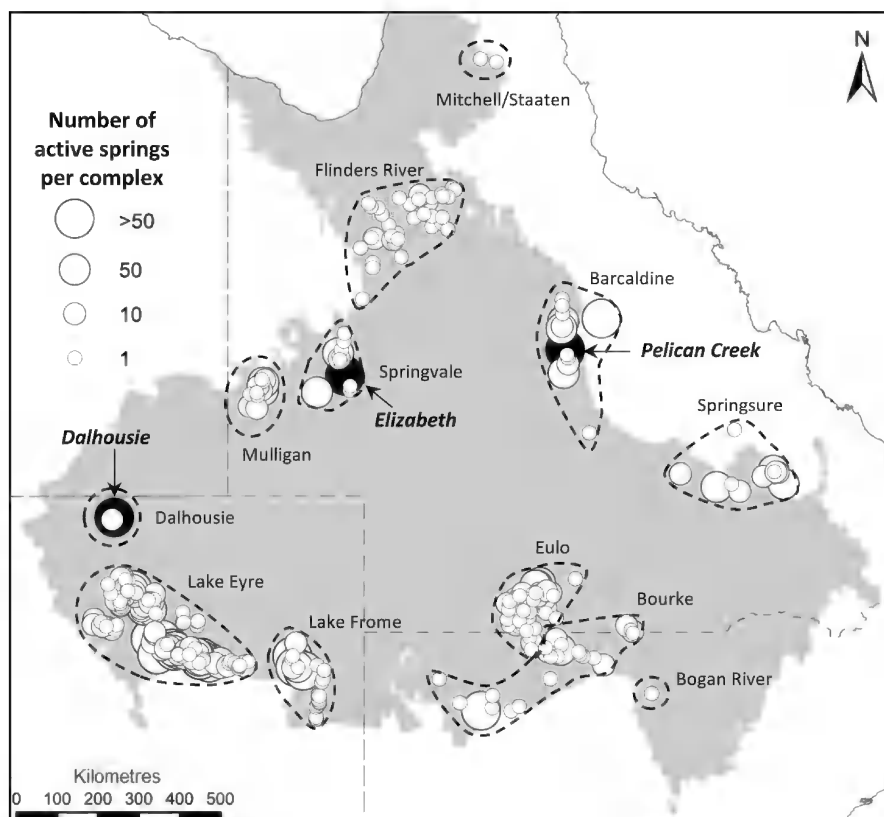 N
Mitchell/Staaten
Number of
active springs
per complex
>50
50
10
1
Flinders River
Barcaldine
Pelican Creek
Springvale
Elizabeth
Mulligan
Springsure
Dalhousie
Dalhousie
Eulo
Lake Eyre
Bourke
Lake Frome
Bogan River
Kilometres
0 100 200 300 400 500